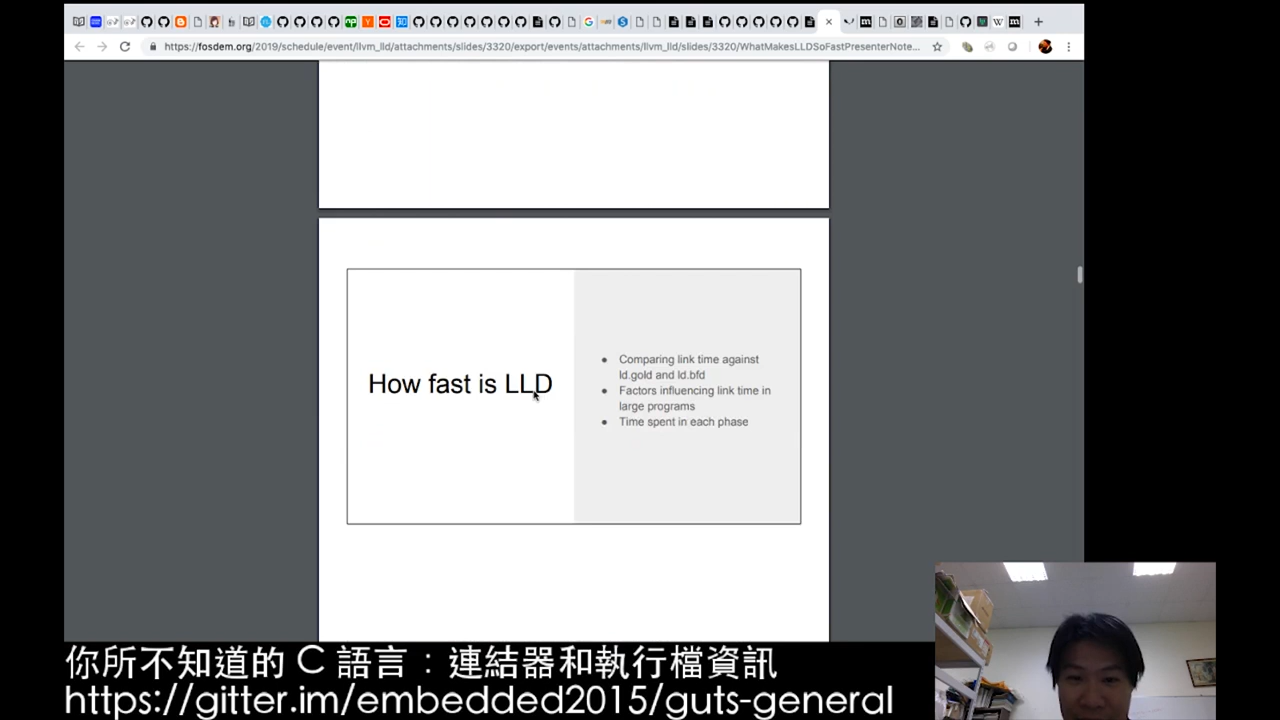 https://fosdem.org/2019/schedule/event/llvm_lld/attachments/slides/3320/export/events/attachments/llvm_lld/slides/3320/WhatMakesLLDSoFastPresenterNote...
How fast is LLD
● Comparing link time against
ld.gold and ld.bfd
● Factors influencing link time in
large programs
● Time spent in each phase
你所不知道的 C 語言：連結器和執行檔資訊
https://gitter.im/embedded2015/guts-general